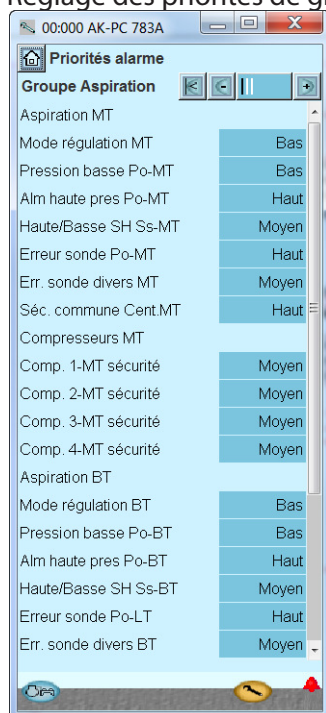 Réglage des priorités de g
00:000 AK-PC 783A
Priorités alarme
Groupe Aspiration
Aspiration MT
Mode régulation MT Bas
Pression basse Po-MT Bas
Alm haute pres Po-MT Haut
Haute/Basse SH Ss-MT Moyen
Erreur sonde Po-MT Haut
Err. sonde divers MT Moyen
Séc. commune Cent.MT Haut
Compresseurs MT
Comp. 1-MT sécurité Moyen
Comp. 2-MT sécurité Moyen
Comp. 3-MT sécurité Moyen
Comp. 4-MT sécurité Moyen
Aspiration BT
Mode régulation BT Bas
Pression basse Po-BT Bas
Alm haute pres Po-BT Haut
Haute/Basse SH Ss-BT Moyen
Erreur sonde Po-LT Haut
Err. sonde divers BT Moyen